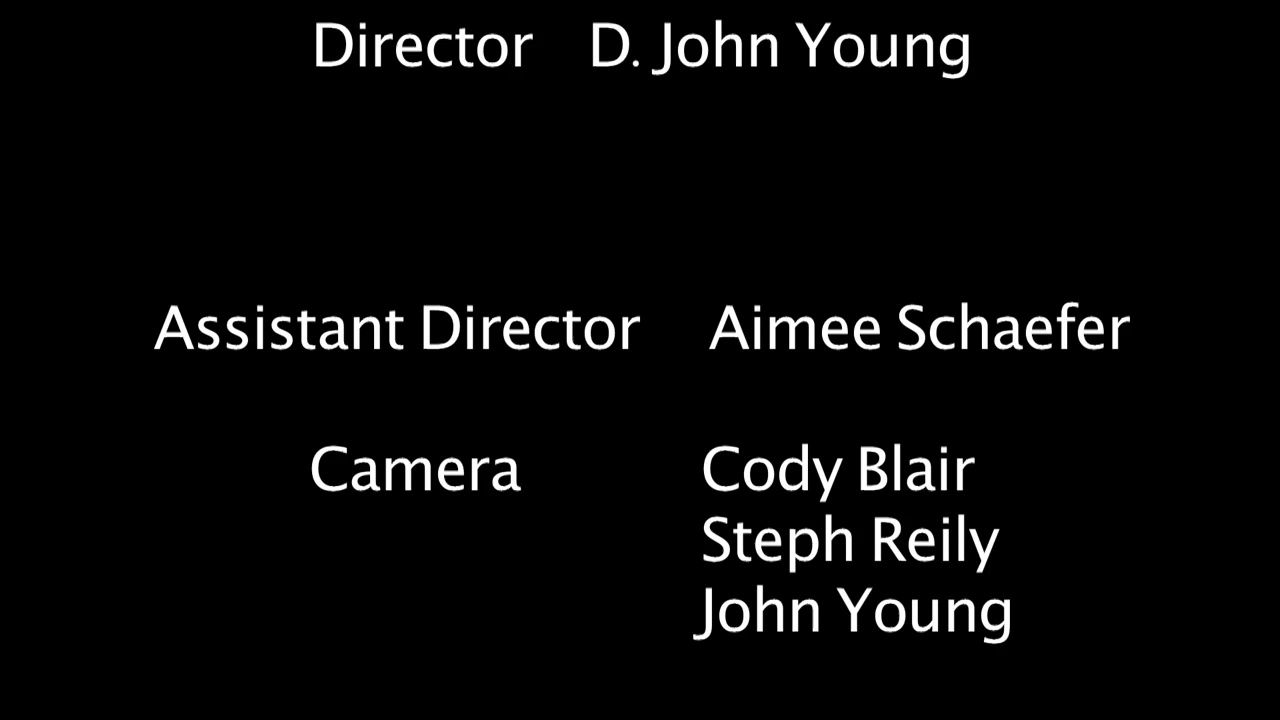 Director D. John Young
Assistant Director Aimee Schaefer
Camera Cody Blair
Steph Reily
John Young